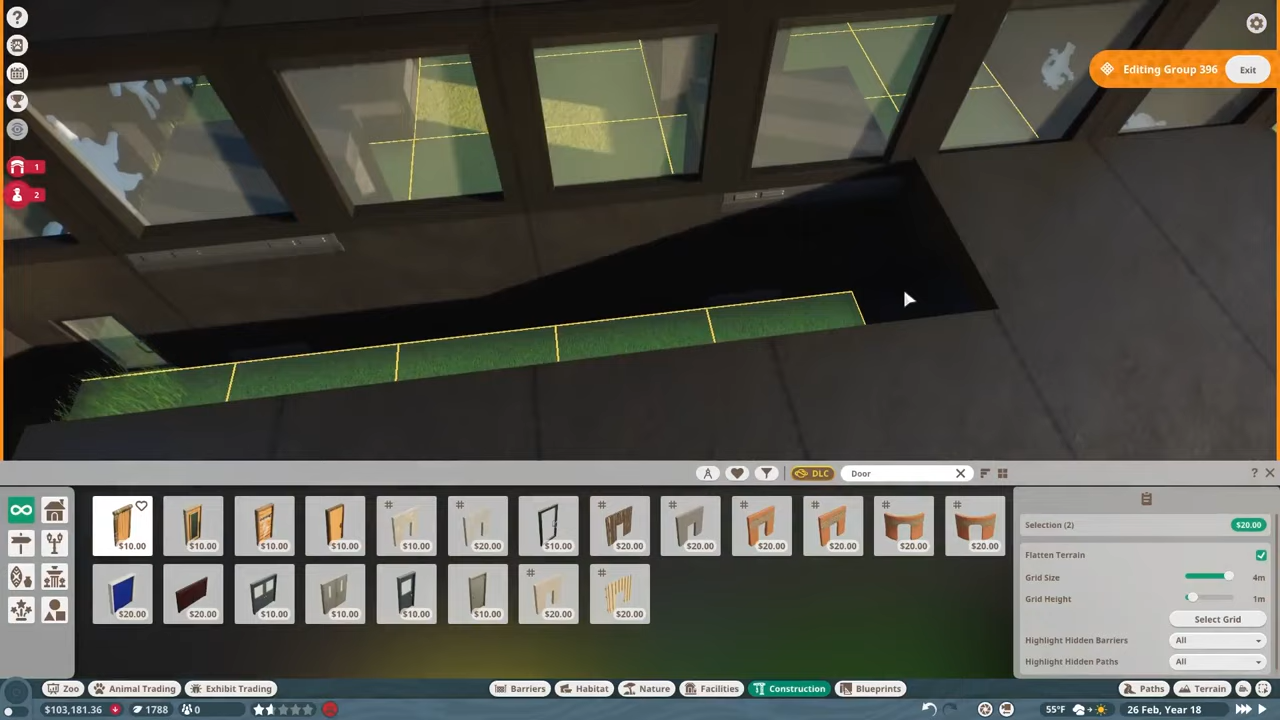 Editing Group 396
Exit
1
2
DLC
Door
$10.00
$10.00
$10.00
$10.00
$10.00
$20.00
$10.00
$20.00
$20.00
$20.00
$20.00
$20.00
$20.00
$20.00
$20.00
$10.00
$10.00
$10.00
$10.00
$20.00
$20.00
Selection (2)
$20.00
Flatten Terrain
Grid Size
4m
Grid Height
1m
Select Grid
Highlight Hidden Barriers
All
Highlight Hidden Paths
All
Zoo
Animal Trading
Exhibit Trading
Barriers
Habitat
Nature
Facilities
Construction
Blueprints
Paths
Terrain
$103,181.36
1788
0
55°F
26 Feb, Year 18